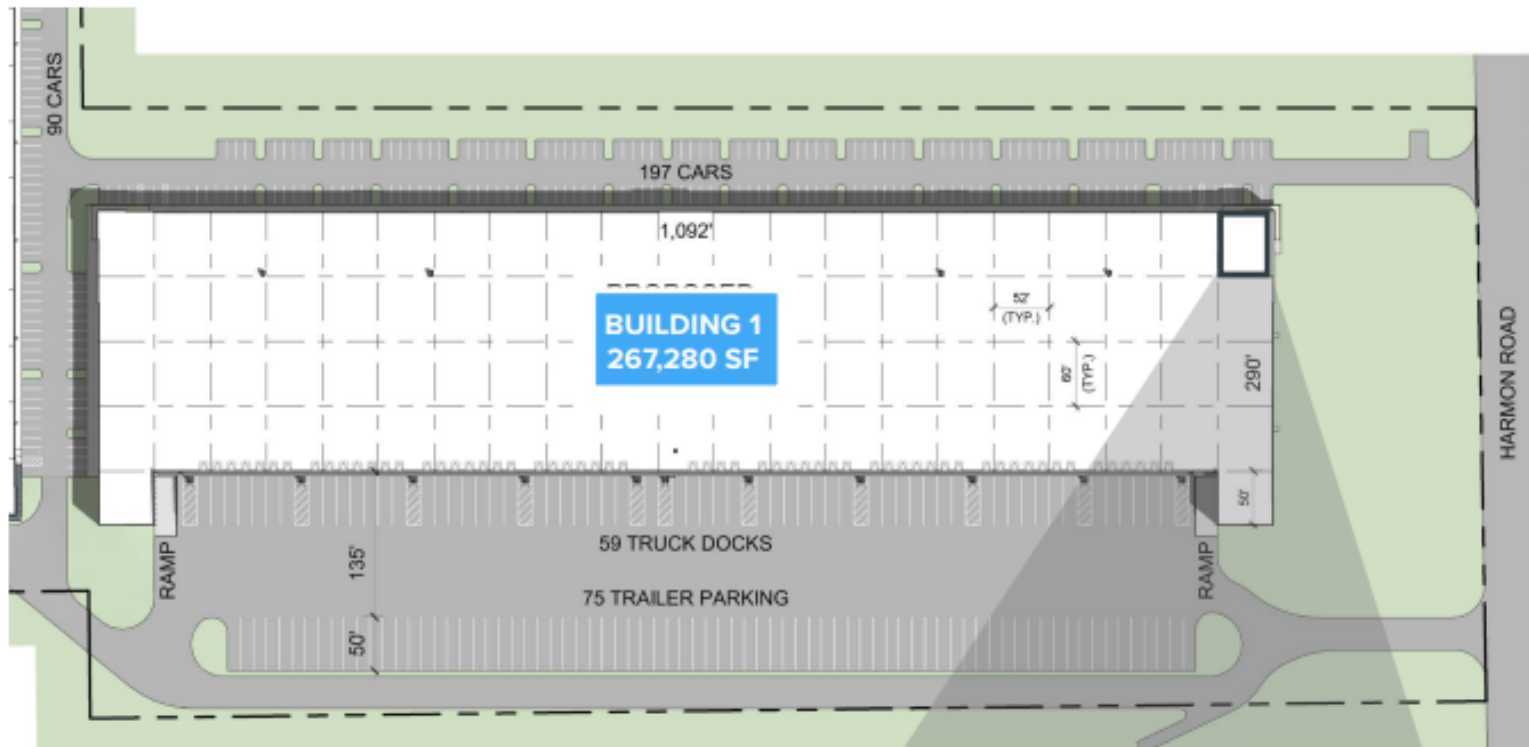 90 CARS
197 CARS
1,092'
52'
(TYP.)
BUILDING 1
267,280 SF
60'
(TYP.)
290'
HARMON ROAD
50'
59 TRUCK DOCKS
RAMP
135'
RAMP
75 TRAILER PARKING
50'